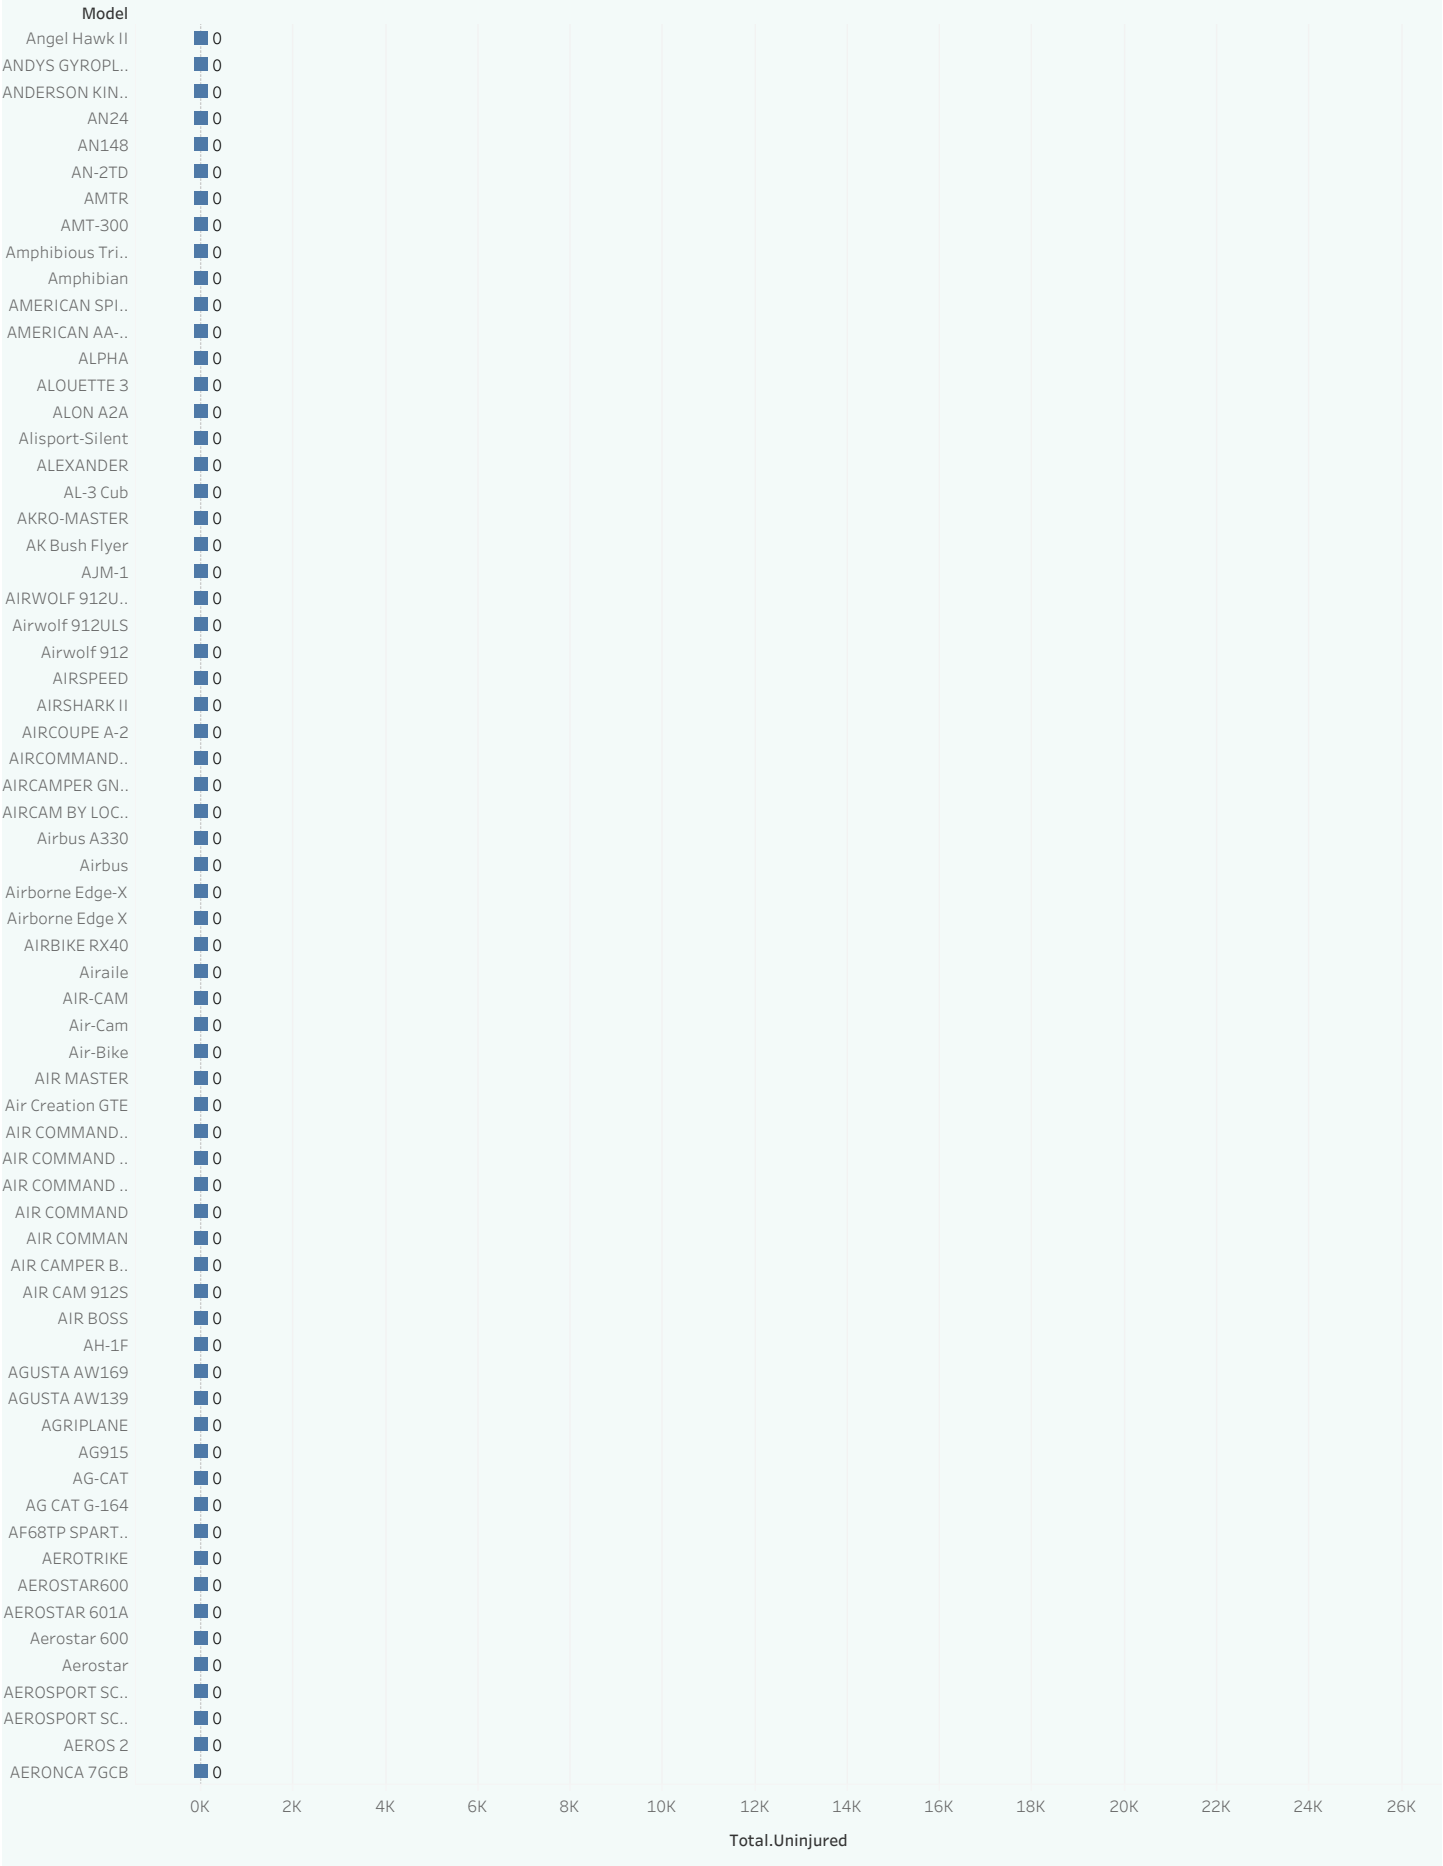 Model
Angel Hawk II 0
ANDYS GYROPL.. 0
ANDERSON KIN.. 0
AN24 0
AN148 0
AN-2TD 0
AMTR 0
AMT-300 0
Amphibious Tri.. 0
Amphibian 0
AMERICAN SPI.. 0
AMERICAN AA-.. 0
ALPHA 0
ALOUETTE 3 0
ALON A2A 0
Alisport-Silent 0
ALEXANDER 0
AL-3 Cub 0
AKRO-MASTER 0
AK Bush Flyer 0
AJM-1 0
AIRWOLF 912U.. 0
Airwolf 912ULS 0
Airwolf 912 0
AIRSPEED 0
AIRSHARK II 0
AIRCOUPE A-2 0
AIRCOMMAND.. 0
AIRCAMPER GN.. 0
AIRCAM BY LOC.. 0
Airbus A330 0
Airbus 0
Airborne Edge-X 0
Airborne Edge X 0
AIRBIKE RX40 0
Airaile 0
AIR-CAM 0
Air-Cam 0
Air-Bike 0
AIR MASTER 0
Air Creation GTE 0
AIR COMMAND.. 0
AIR COMMAND .. 0
AIR COMMAND .. 0
AIR COMMAND 0
AIR COMMAN 0
AIR CAMPER B.. 0
AIR CAM 912S 0
AIR BOSS 0
AH-1F 0
AGUSTA AW169 0
AGUSTA AW139 0
AGRIPLANE 0
AG915 0
AG-CAT 0
AG CAT G-164 0
AF68TP SPART.. 0
AEROTRIKE 0
AEROSTAR600 0
AEROSTAR 601A 0
Aerostar 600 0
Aerostar 0
AEROSPORT SC.. 0
AEROSPORT SC.. 0
AEROS 2 0
AERONCA 7GCB 0
0K 2K 4K 6K 8K 10K 12K 14K 16K 18K 20K 22K 24K 26K
Total.Uninjured